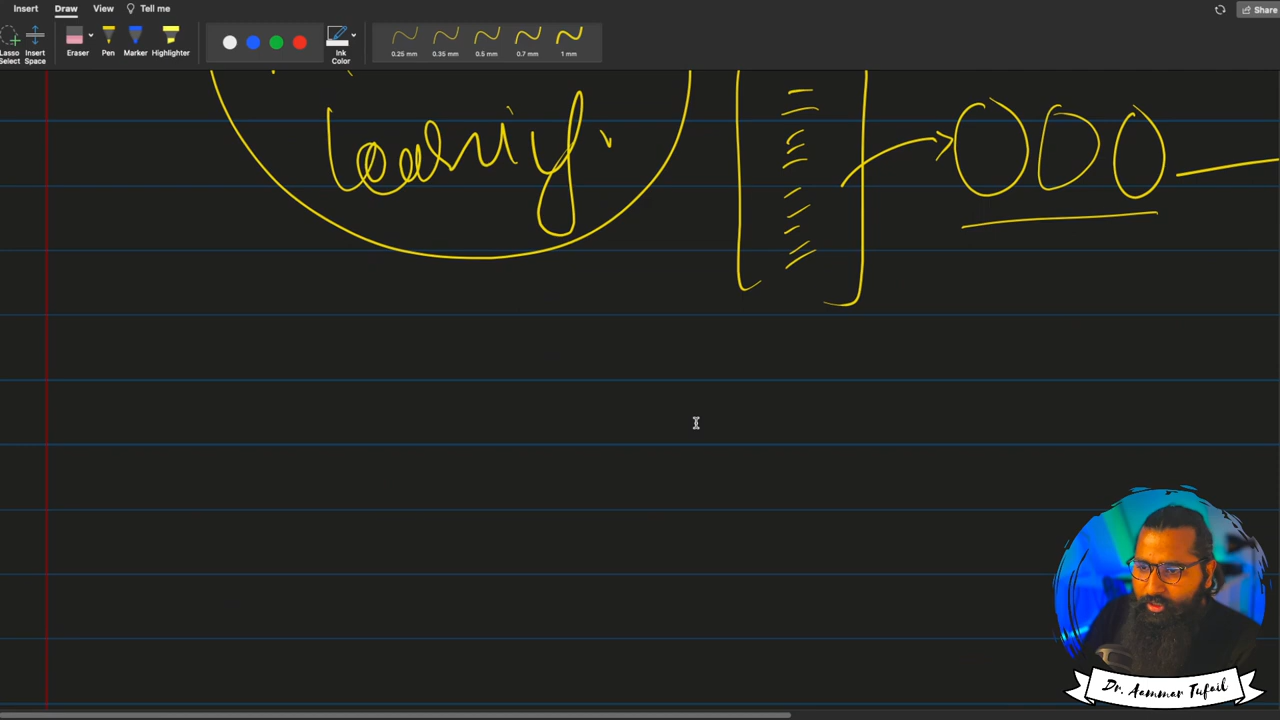 Insert Draw View Tell me Share
Lasso Select Insert Space Eraser Pen Marker Highlighter Ink Color 0.25 mm 0.35 mm 0.5 mm 0.7 mm 1 mm
000
Dr. Aammar Tufail